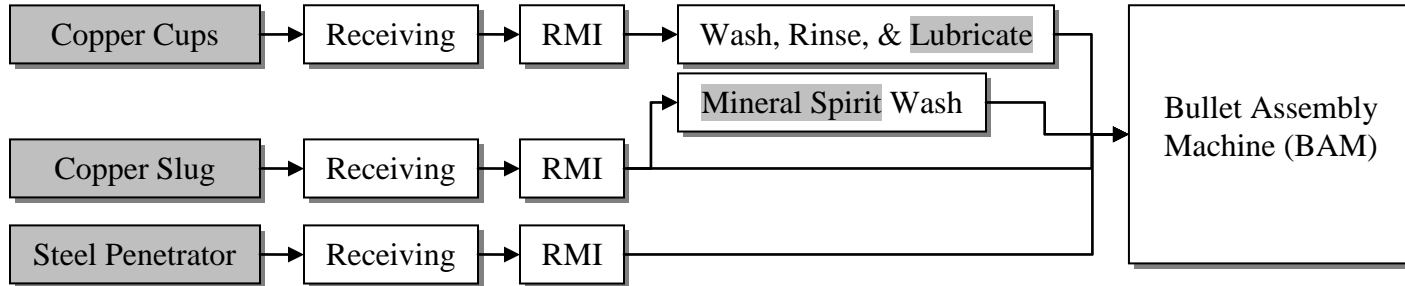 Copper Cups
Receiving
RMI
Wash, Rinse, & Lubricate
Mineral Spirit Wash
Bullet Assembly
Machine (BAM)
Copper Slug
Receiving
RMI
Steel Penetrator
Receiving
RMI